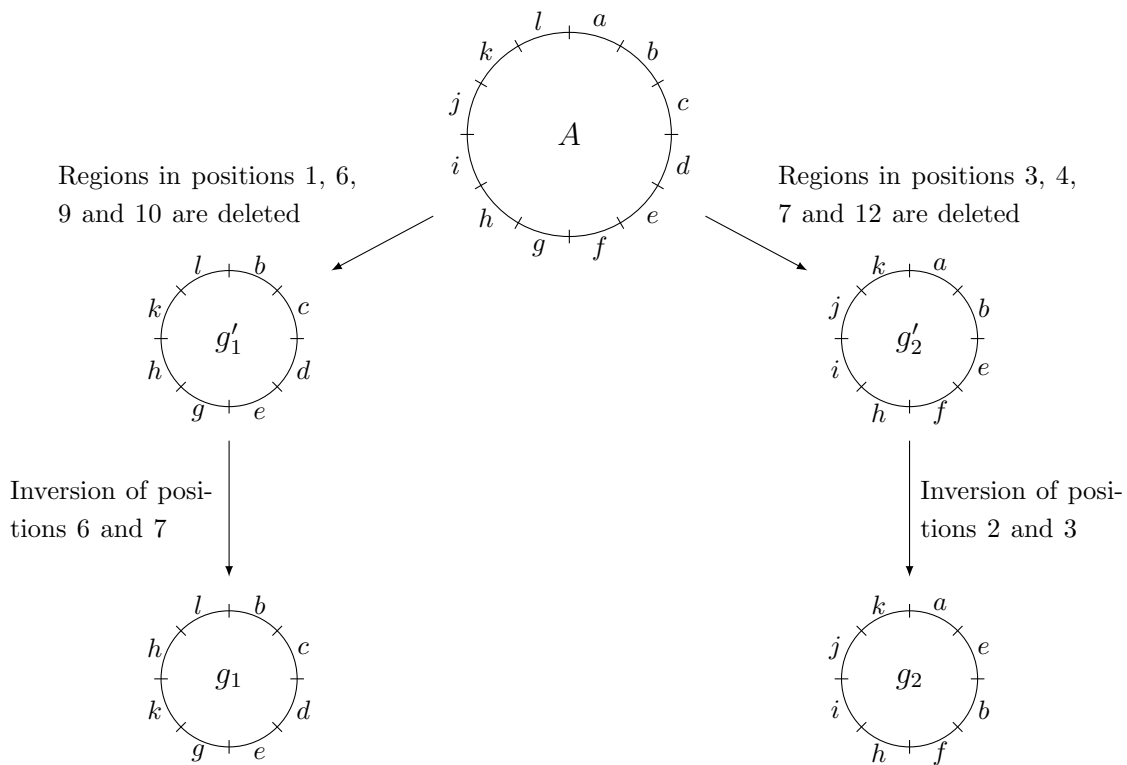 l a
k b
j c
A
i d
h e
g f
Regions in positions 1, 6,
9 and 10 are deleted
Regions in positions 3, 4,
7 and 12 are deleted
l b
k c
g′₁
h d
g e
k a
j b
g′₂
i e
h f
Inversion of posi-
tions 6 and 7
Inversion of posi-
tions 2 and 3
l b
h c
g₁
k d
g e
k a
j e
g₂
i b
h f